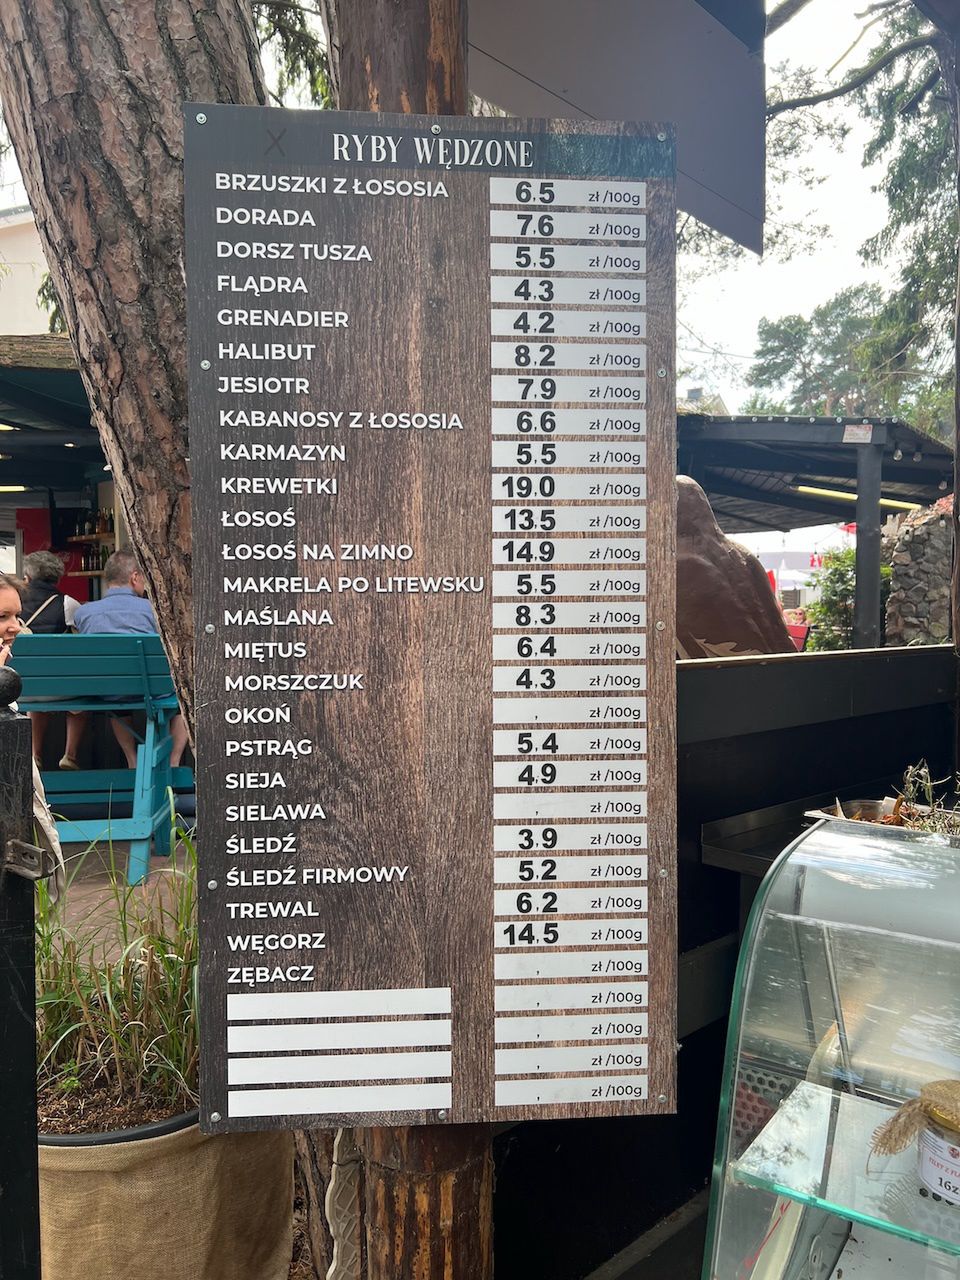 X
RYBY WĘDZONE
BRZUSZKI Z ŁOSOSIA 6,5 zł /100g
DORADA 7,6 zł /100g
DORSZ TUSZA 5,5 zł /100g
FLĄDRA 4,3 zł /100g
GRENADIER 4,2 zł /100g
HALIBUT 8,2 zł /100g
JESIOTR 7,9 zł /100g
KABANOSY Z ŁOSOSIA 6,6 zł /100g
KARMAZYN 5,5 zł /100g
KREWETKI 19,0 zł /100g
ŁOSOŚ 13,5 zł /100g
ŁOSOŚ NA ZIMNO 14,9 zł /100g
MAKRELA PO LITEWSKU 5,5 zł /100g
MAŚLANA 8,3 zł /100g
MIĘTUS 6,4 zł /100g
MORSZCZUK 4,3 zł /100g
OKOŃ , zł /100g
PSTRĄG 5,4 zł /100g
SIEJA 4,9 zł /100g
SIELAWA , zł /100g
ŚLEDŹ 3,9 zł /100g
ŚLEDŹ FIRMOWY 5,2 zł /100g
TREWAL 6,2 zł /100g
WĘGORZ 14,5 zł /100g
ZĘBACZ , zł /100g
, zł /100g
, zł /100g
, zł /100g
, zł /100g